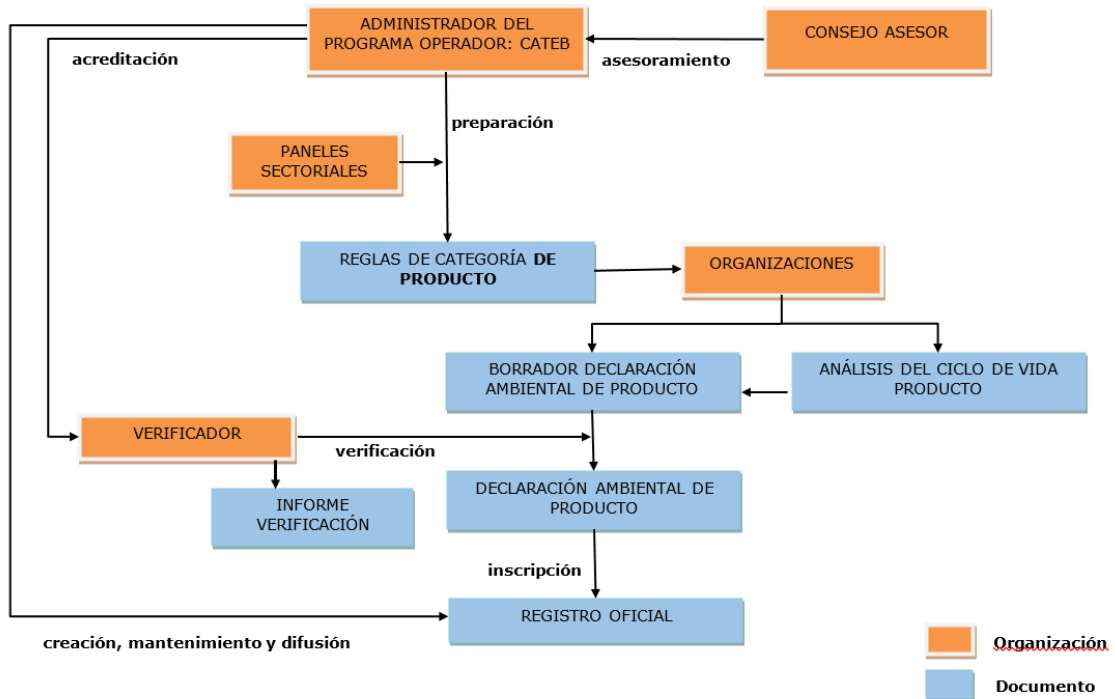 ADMINISTRADOR DEL
PROGRAMA OPERADOR: CATEB
CONSEJO ASESOR
acreditación
asesoramiento
preparación
PANELES
SECTORIALES
REGLAS DE CATEGORÍA DE
PRODUCTO
ORGANIZACIONES
BORRADOR DECLARACIÓN
AMBIENTAL DE PRODUCTO
ANÁLISIS DEL CICLO DE VIDA
PRODUCTO
VERIFICADOR
verificación
INFORME
VERIFICACIÓN
DECLARACIÓN AMBIENTAL DE
PRODUCTO
inscripción
REGISTRO OFICIAL
creación, mantenimiento y difusión
Organización
Documento